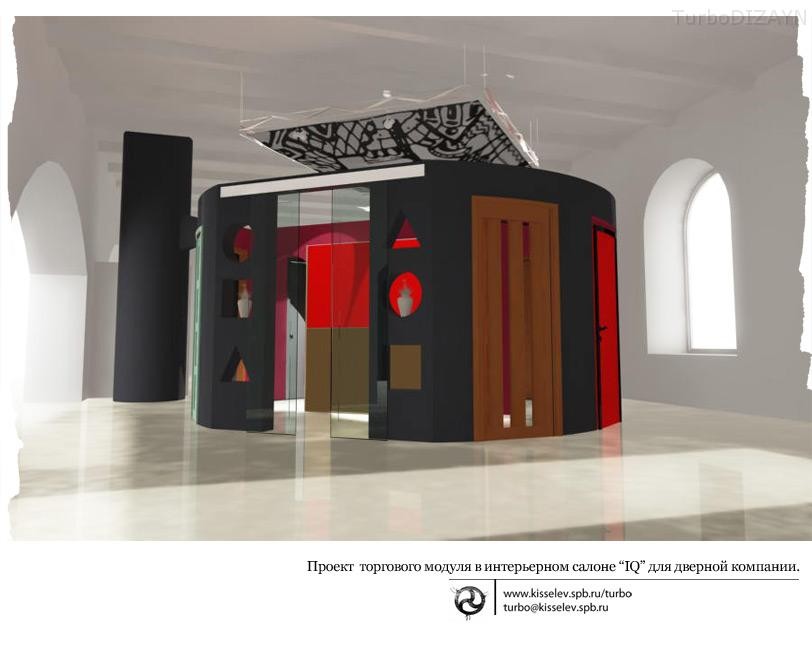 TurboDIZAYN
Проект торгового модуля в интерьерном салоне “IQ” для дверной компании.
www.kisselev.spb.ru/turbo
turbo@kisselev.spb.ru